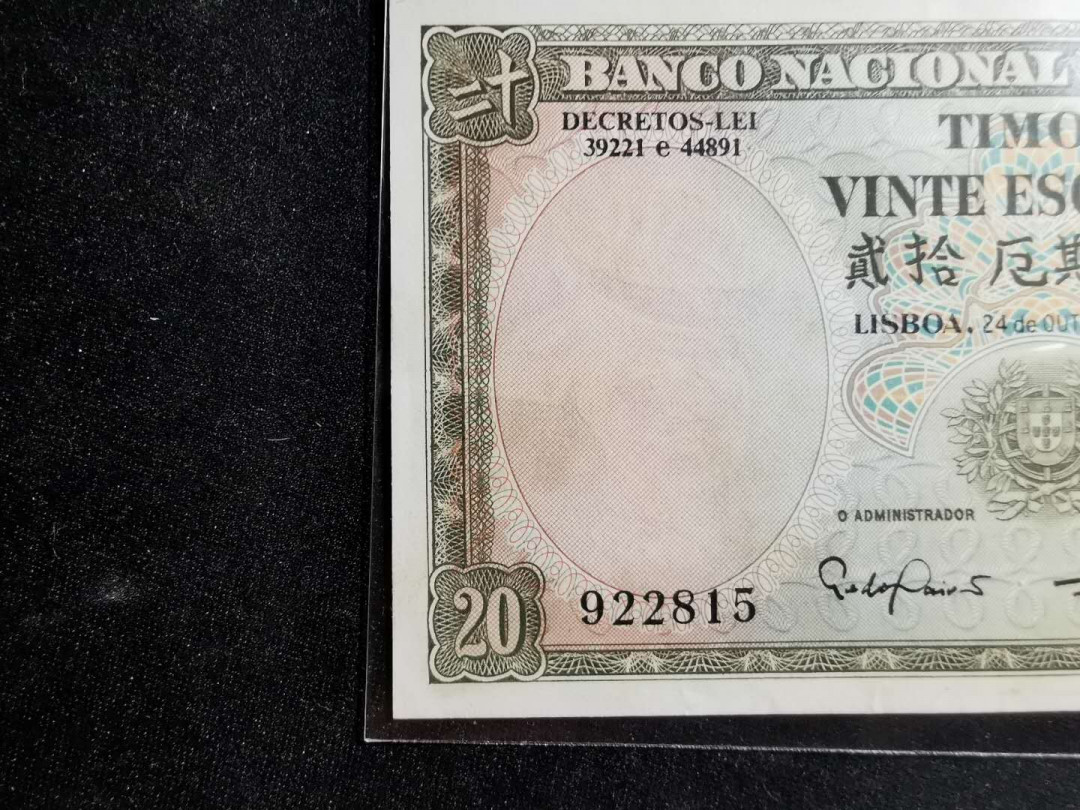 二十
BANCO NACIONAL
DECRETOS-LEI
39221 e 44891
TIMO
VINTE ESC
貳拾厄斯
LISBOA, 24 de OUT
O ADMINISTRADOR
20
922815